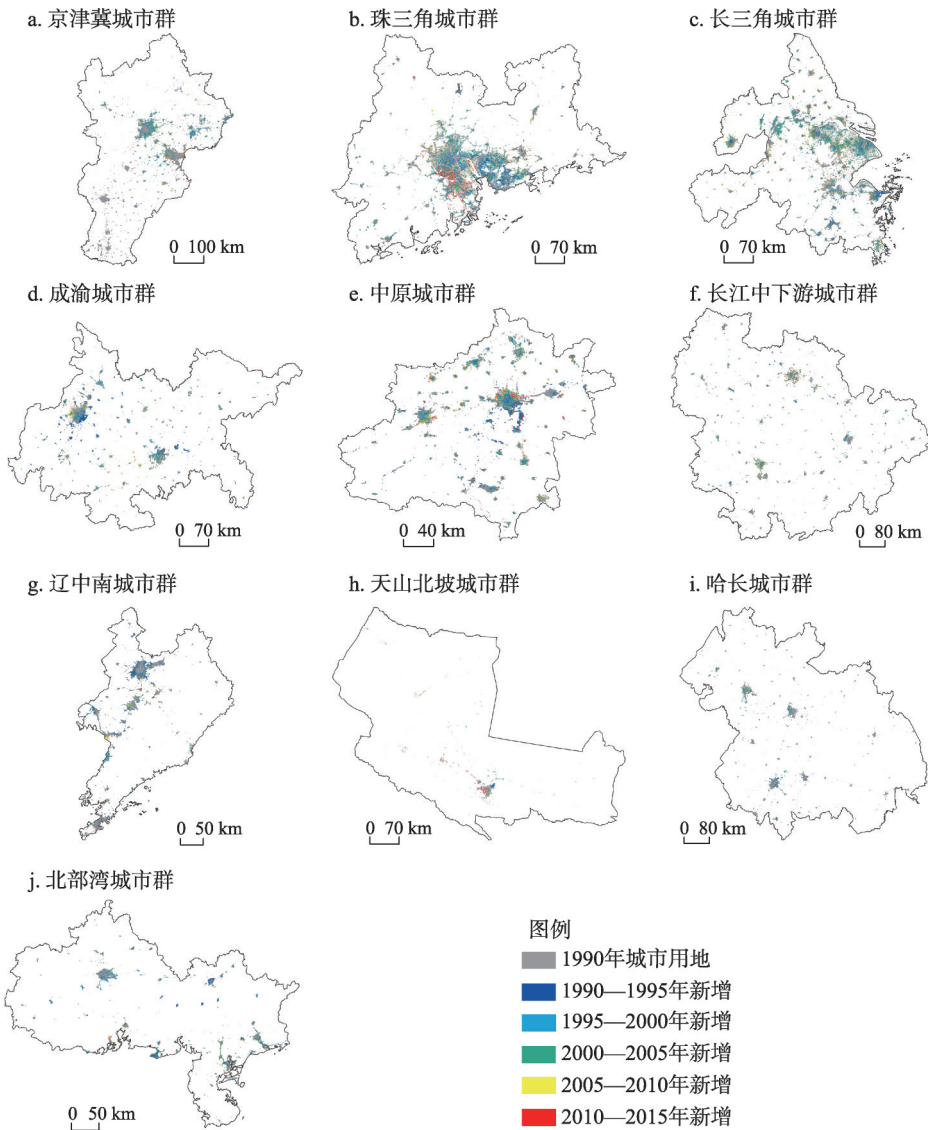 a. 京津冀城市群
b. 珠三角城市群
c. 长三角城市群
0 100 km
0 70 km
0 70 km
d. 成渝城市群
e. 中原城市群
f. 长江中下游城市群
0 70 km
0 40 km
0 80 km
g. 辽中南城市群
h. 天山北坡城市群
i. 哈长城市群
0 50 km
0 70 km
0 80 km
j. 北部湾城市群
0 50 km
图例
1990年城市用地
1990—1995年新增
1995—2000年新增
2000—2005年新增
2005—2010年新增
2010—2015年新增